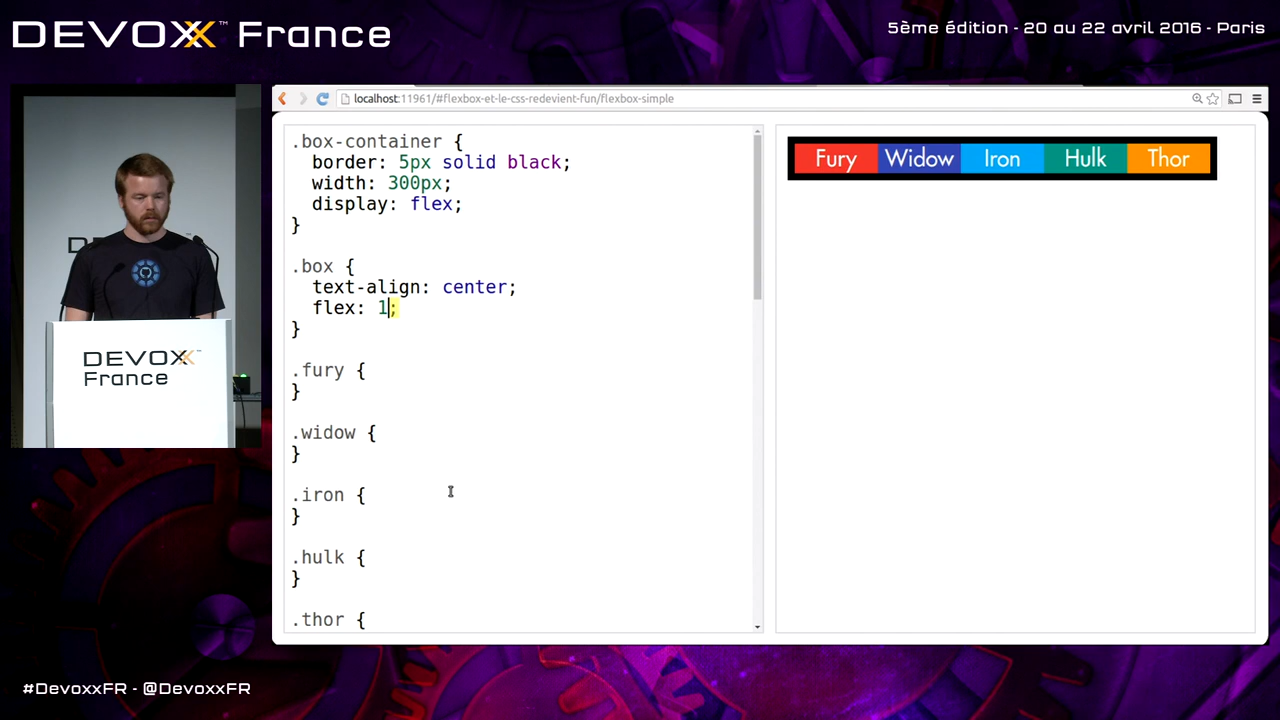 DEVOXX™ France
5ème édition - 20 au 22 avril 2016 - Paris
localhost:11961/#flexbox-et-le-css-redevient-fun/flexbox-simple
.box-container {
border: 5px solid black;
width: 300px;
display: flex;
}
.box {
text-align: center;
flex: 1;
}
.fury {
}
.widow {
}
.iron {
}
.hulk {
}
.thor {
Fury Widow Iron Hulk Thor
DEVOXX™
France
#DevoxxFR - @DevoxxFR